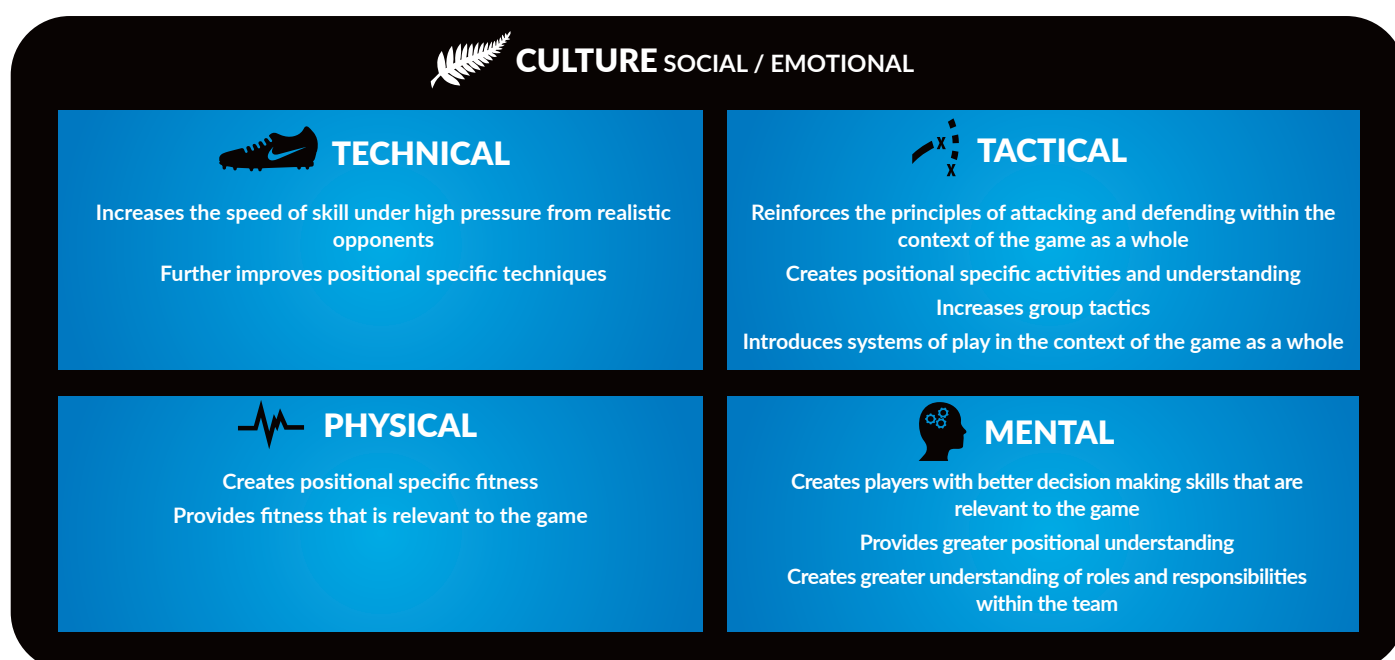 CULTURE SOCIAL / EMOTIONAL
TECHNICAL
Increases the speed of skill under high pressure from realistic
opponents
Further improves positional specific techniques
X
X
TACTICAL
Reinforces the principles of attacking and defending within the
context of the game as a whole
Creates positional specific activities and understanding
Increases group tactics
Introduces systems of play in the context of the game as a whole
PHYSICAL
Creates positional specific fitness
Provides fitness that is relevant to the game
MENTAL
Creates players with better decision making skills that are
relevant to the game
Provides greater positional understanding
Creates greater understanding of roles and responsibilities
within the team